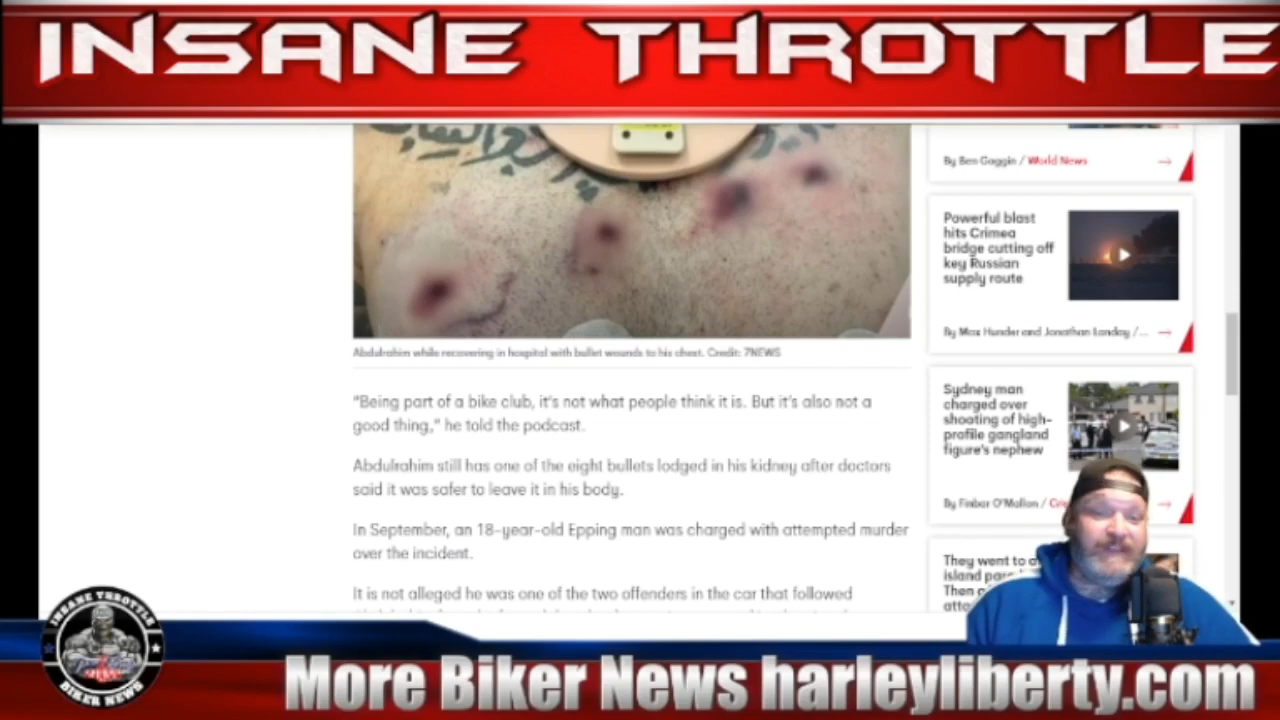 INSANE THROTTLE
By Ben Goggin / World News
Powerful blast
hits Crimea
bridge cutting off
key Russian
supply route
By Max Hunder and Jonathan Landay /...
Sydney man
charged over
shooting of high-
profile gangland
figure's nephew
By Finbar O'Mallon /
They went to
island
Then
Abdulrahim while recovering in hospital with bullet wounds to his chest. Credit: 7NEWS
"Being part of a bike club, it's not what people think it is. But it's also not a
good thing," he told the podcast.
Abdulrahim still has one of the eight bullets lodged in his kidney after doctors
said it was safer to leave it in his body.
In September, an 18-year-old Epping man was charged with attempted murder
over the incident.
It is not alleged he was one of the two offenders in the car that followed
INSANE THROTTLE
BIKER NEWS
More Biker News harleyliberty.com